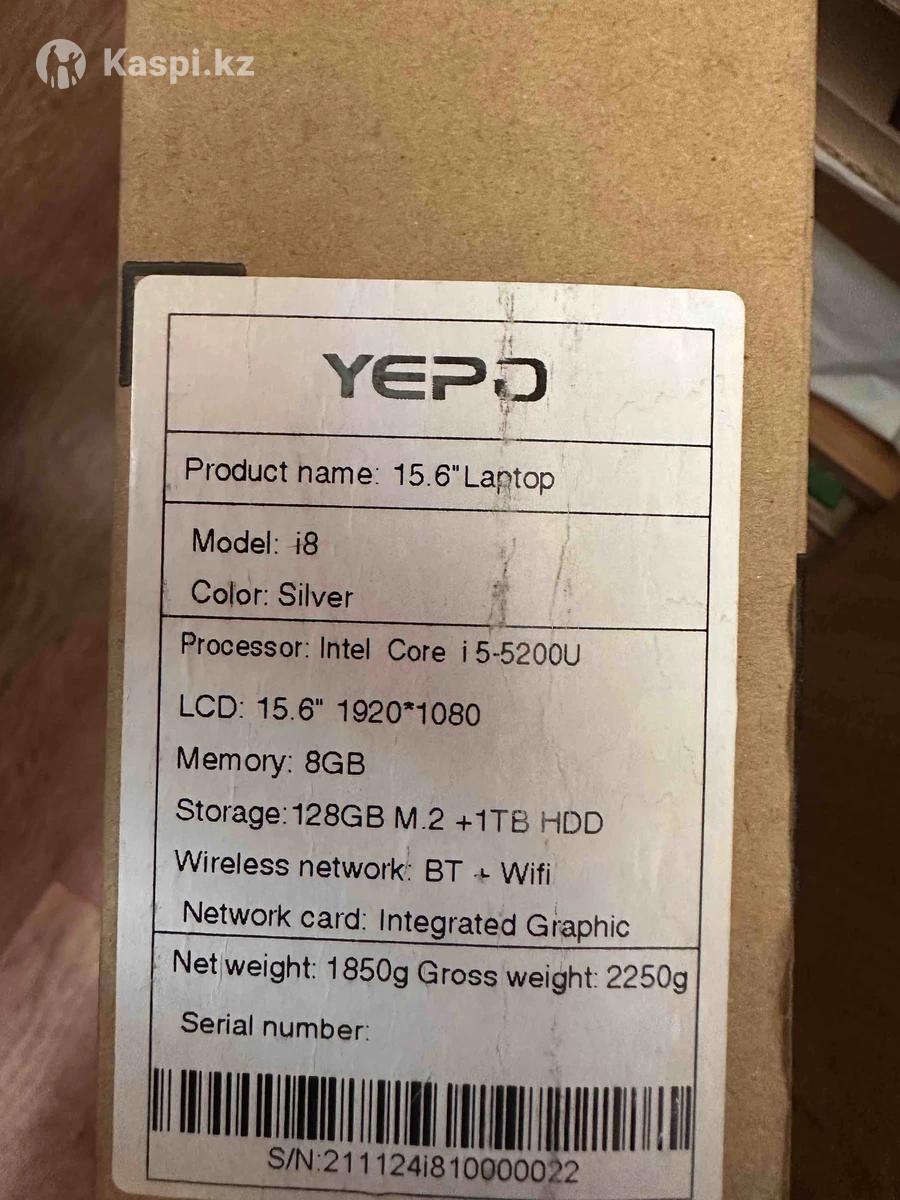 Kaspi.kz
YEPO
Product name: 15.6"Laptop
Model: i8
Color: Silver
Processor: Intel Core i5-5200U
LCD: 15.6" 1920*1080
Memory: 8GB
Storage:128GB M.2 +1TB HDD
Wireless network: BT + Wifi
Network card: Integrated Graphic
Net weight: 1850g Gross weight: 2250g
Serial number:
S/N:211124i810000022